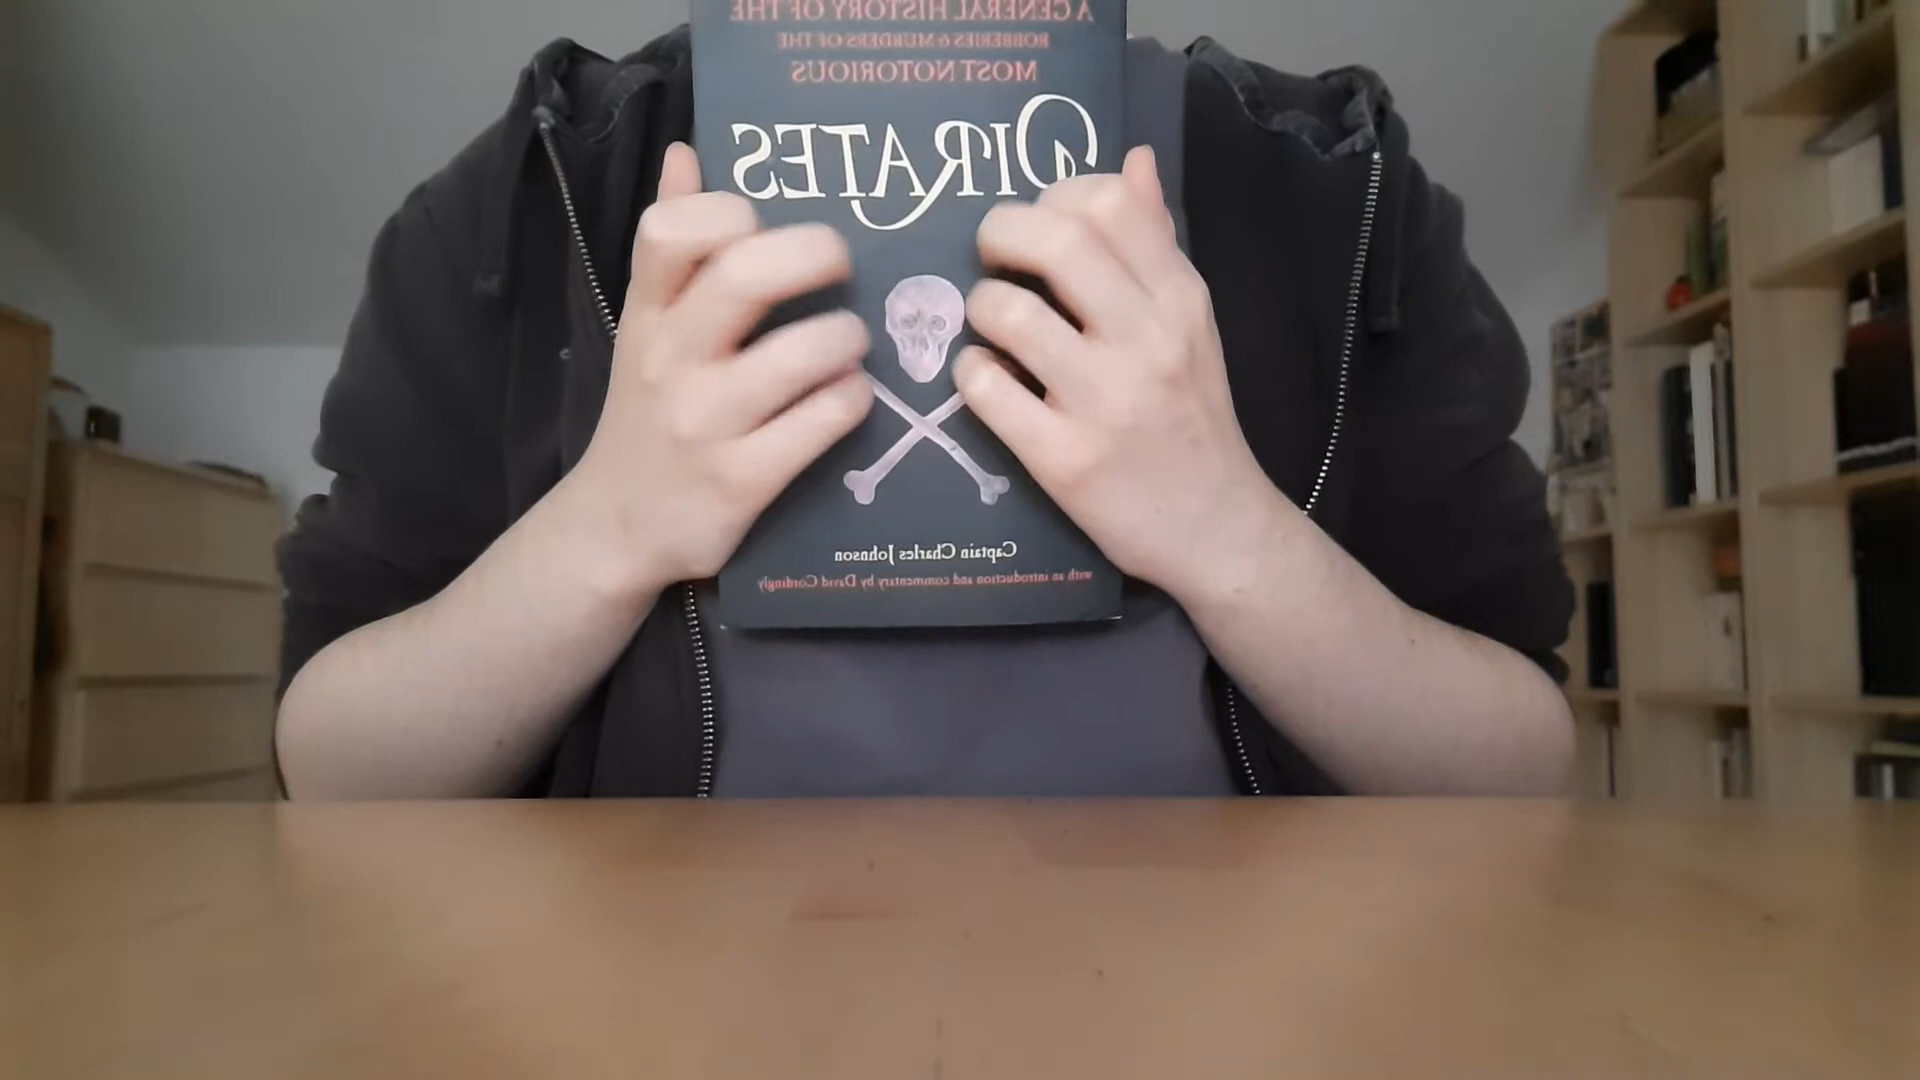 A GENERAL HISTORY OF THE
ROBBERIES & MURDERS OF THE
MOST NOTORIOUS
PIRATES
Captain Charles Johnson
with an introduction and commentary by David Cordingly